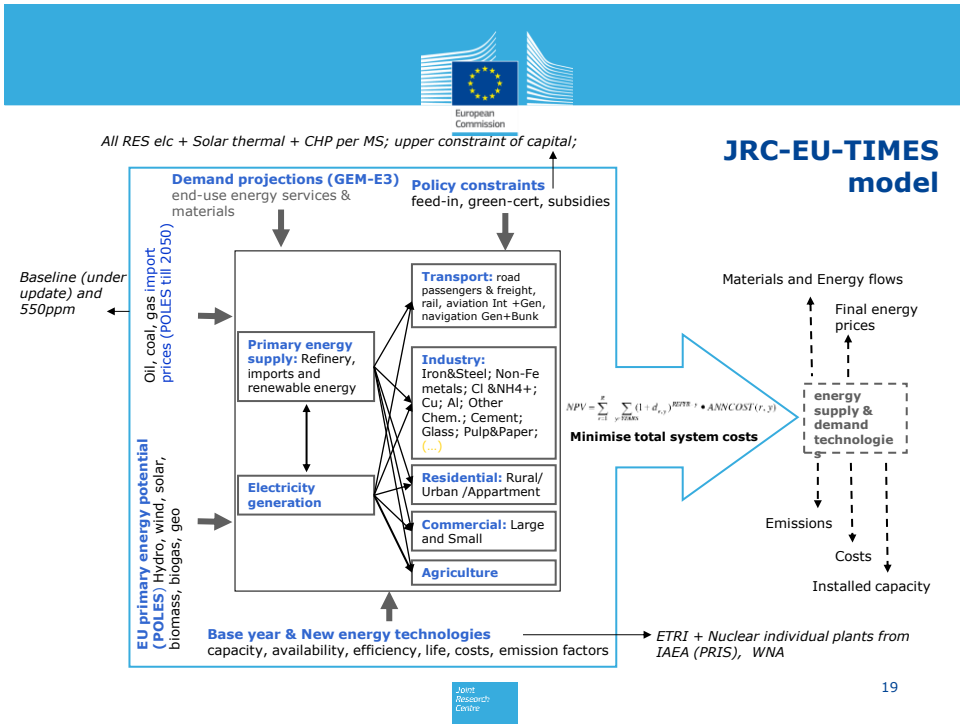 European
Commission
All RES elc + Solar thermal + CHP per MS; upper constraint of capital;
JRC-EU-TIMES
model
Demand projections (GEM-E3)
end-use energy services &
materials
Policy constraints
feed-in, green-cert, subsidies
Baseline (under
update) and
550ppm
Oil, coal, gas import
prices (POLES till 2050)
EU primary energy potential
(POLES) Hydro, wind, solar,
biomass, biogas, geo
Primary energy
supply: Refinery,
imports and
renewable energy
Electricity
generation
Transport: road
passengers & freight,
rail, aviation Int +Gen,
navigation Gen+Bunk
Industry:
Iron&Steel; Non-Fe
metals; Cl &NH4+;
Cu; Al; Other
Chem.; Cement;
Glass; Pulp&Paper;
(...)
Residential: Rural/
Urban /Appartment
Commercial: Large
and Small
Agriculture
Minimise total system costs
Materials and Energy flows
Final energy
prices
energy
supply &
demand
technologie
s
Emissions
Costs
Installed capacity
Base year & New energy technologies
capacity, availability, efficiency, life, costs, emission factors
ETRI + Nuclear individual plants from
IAEA (PRIS), WNA
Joint
Research
Centre
19